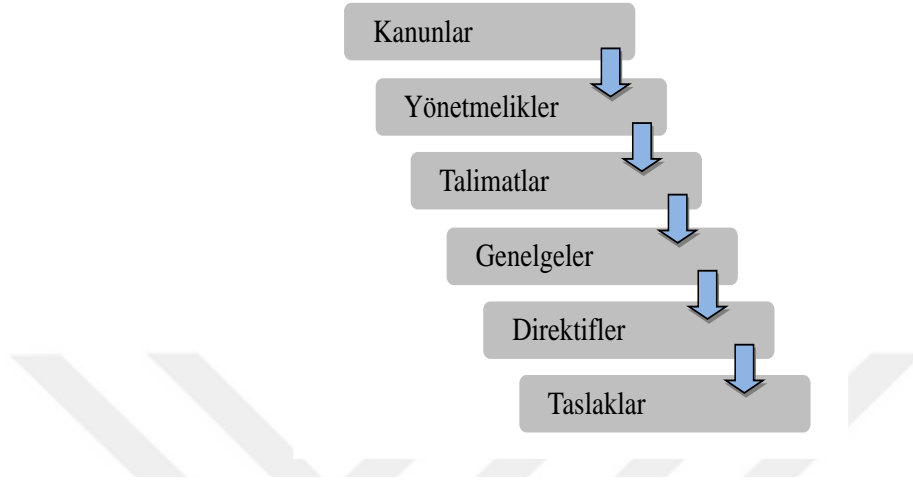 Kanunlar
Yönetmelikler
Talimatlar
Genelgeler
Direktifler
Taslaklar